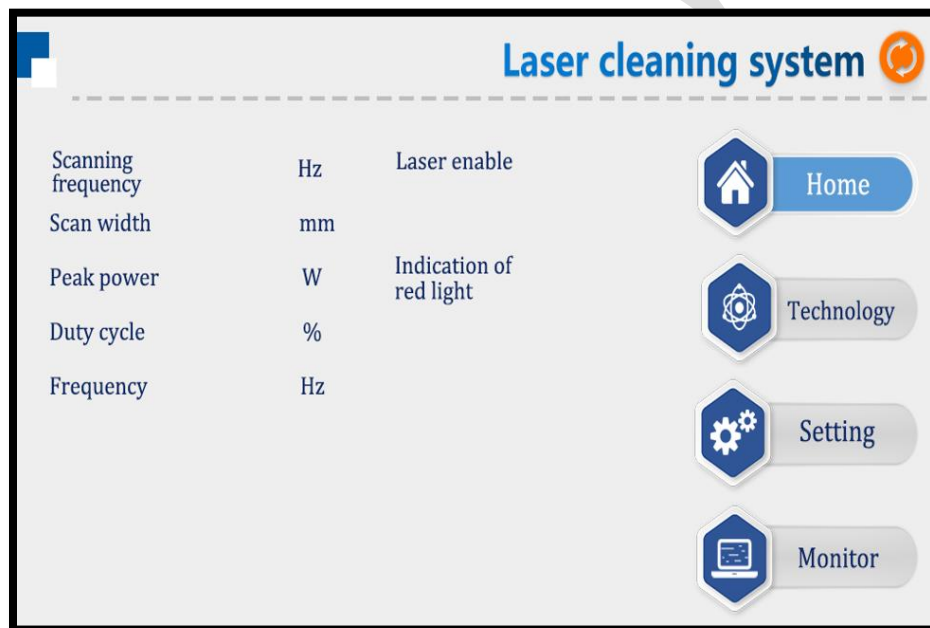 Laser cleaning system
Scanning
frequency
Hz
Laser enable
Scan width
mm
Peak power
W
Indication of
red light
Duty cycle
%
Frequency
Hz
Home
Technology
Setting
Monitor